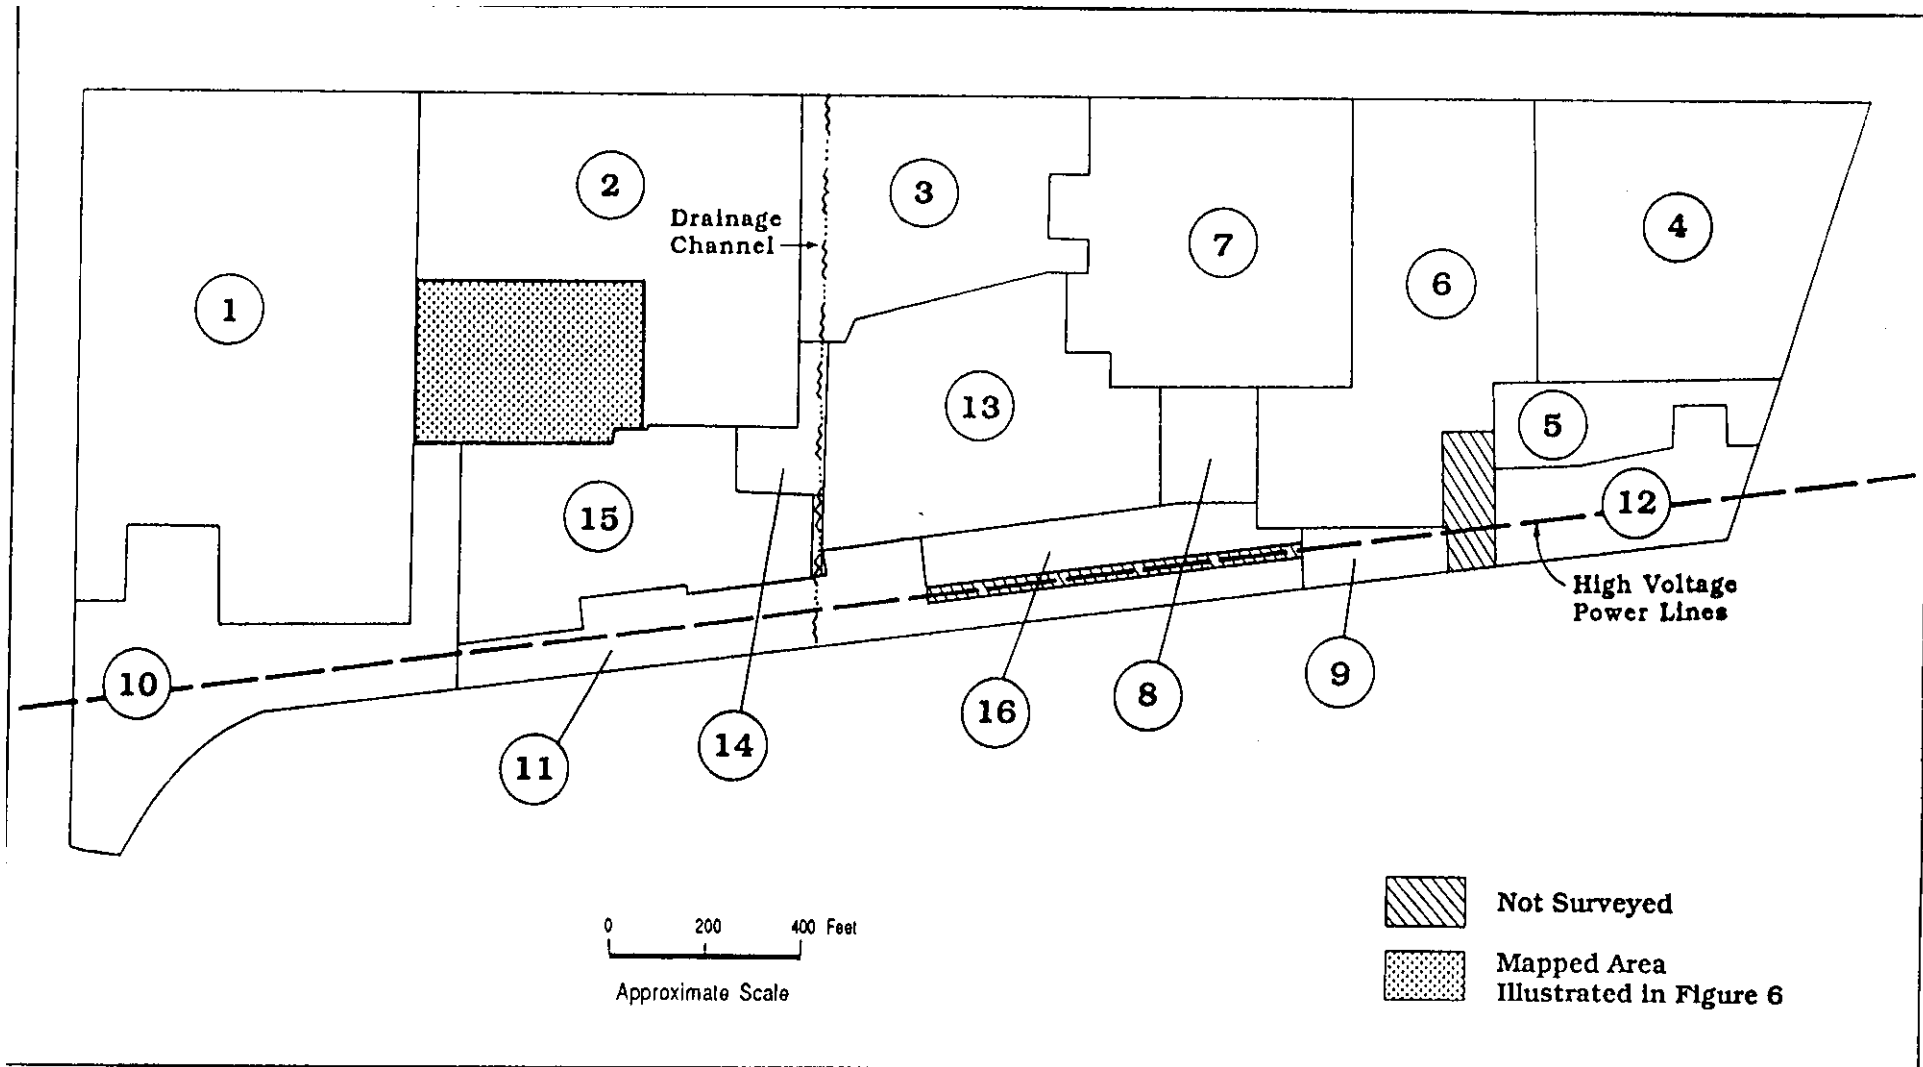 1
2
3
4
5
6
7
Drainage
Channel
13
15
12
10
11
14
16
8
9
High Voltage
Power Lines
0 200 400 Feet
Approximate Scale
Not Surveyed
Mapped Area
Illustrated in Figure 6